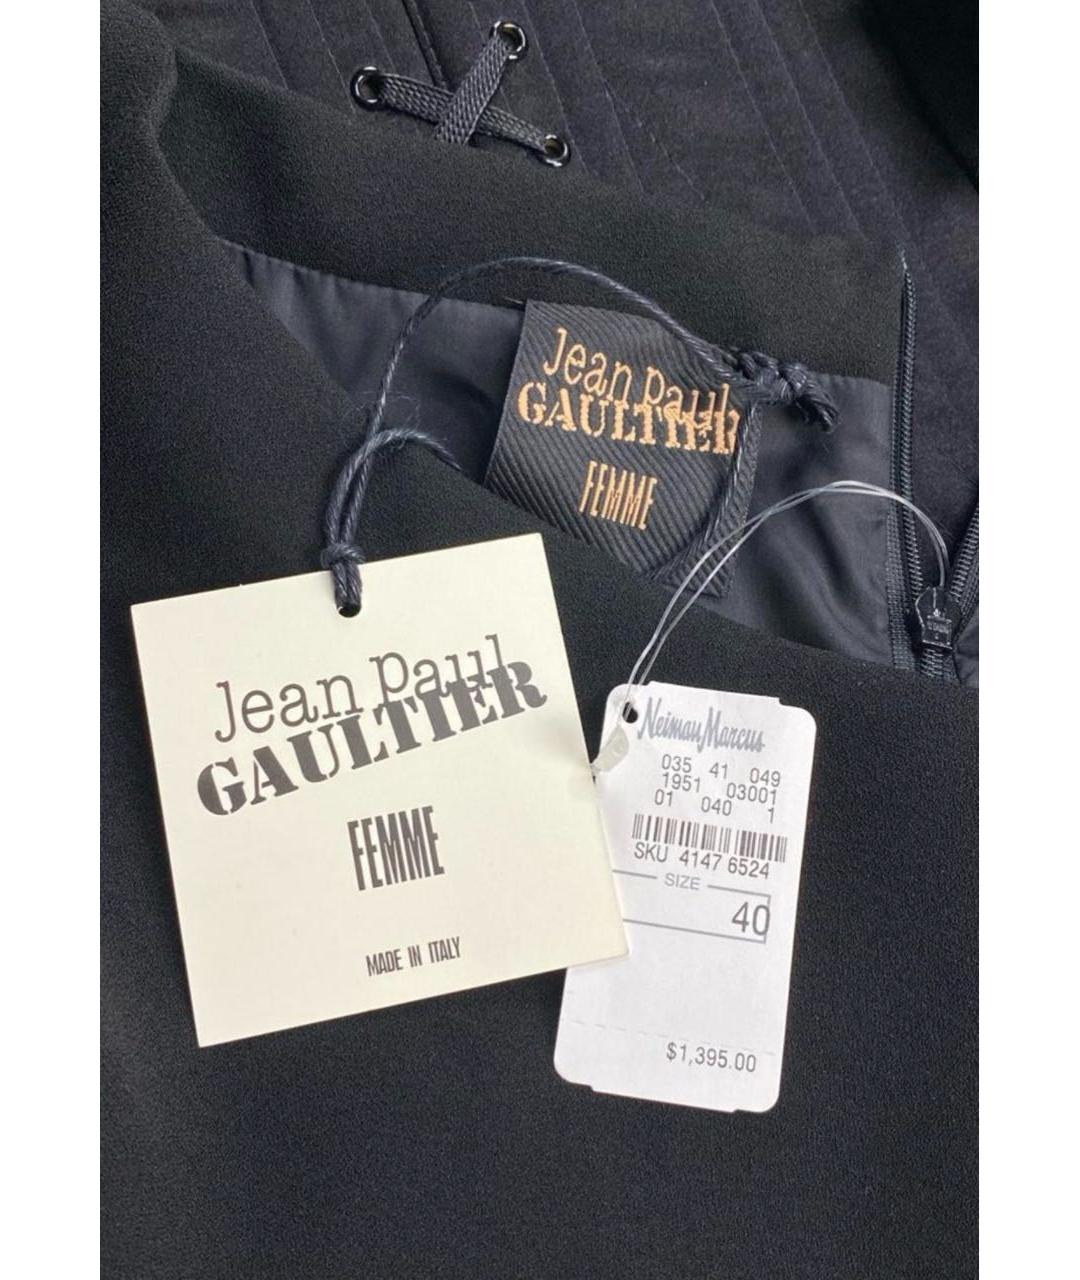 Jean Paul
GAULTIER
FEMME
Jean Paul
GAULTIER
FEMME
MADE IN ITALY
Neiman Marcus
035 41 049
1951 03001
01 040 1
SKU 4147 6524
SIZE
40
$1,395.00